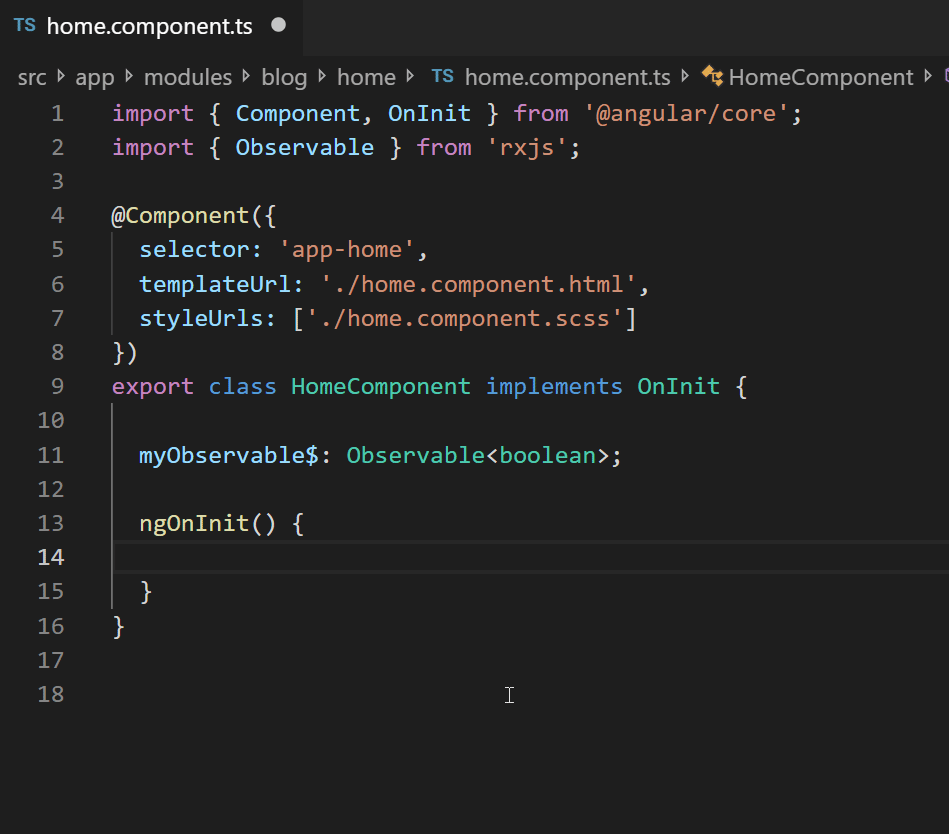 TS home.component.ts
src app modules blog home TS home.component.ts HomeComponent
1 import { Component, OnInit } from '@angular/core';
2 import { Observable } from 'rxjs';
3
4 @Component({
5   selector: 'app-home',
6   templateUrl: './home.component.html',
7   styleUrls: ['./home.component.scss']
8 })
9 export class HomeComponent implements OnInit {
10
11   myObservable$: Observable<boolean>;
12
13   ngOnInit() {
14
15   }
16 }
17
18